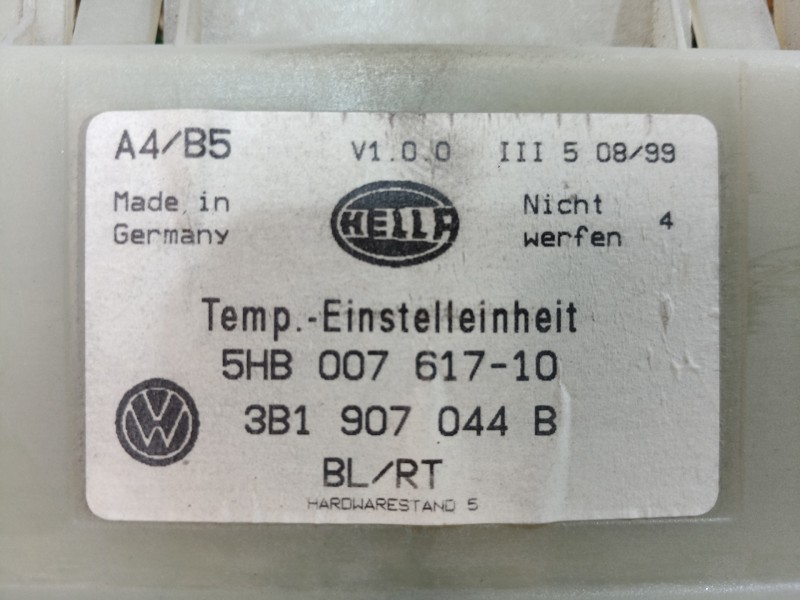 A4/B5 V1.0.0 III 5 08/99
Made in
Germany
HELLA
Nicht
werfen 4
Temp.-Einstelleinheit
5HB 007 617-10
VW
3B1 907 044 B
BL/RT
HARDWARESTAND 5